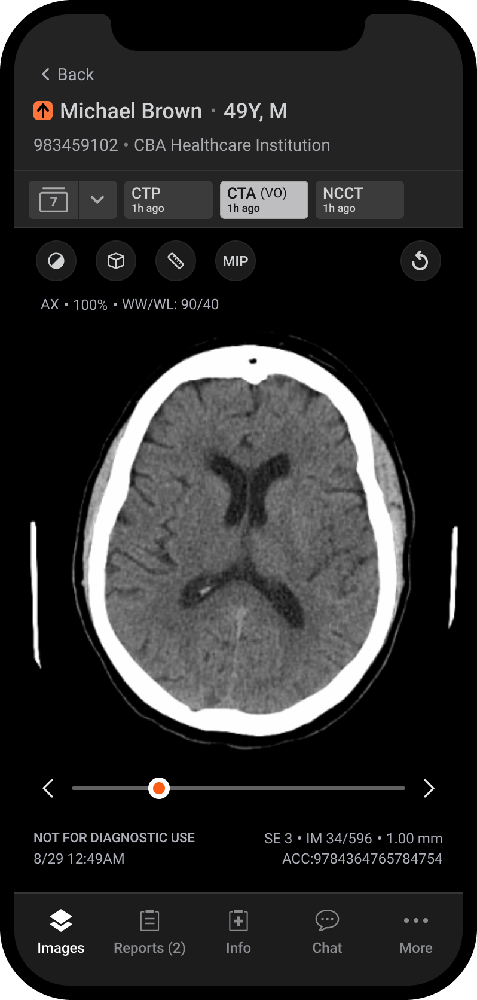 Back
Michael Brown · 49Y, M
983459102 • CBA Healthcare Institution
7
CTP
1h ago
CTA (VO)
1h ago
NCCT
1h ago
MIP
AX • 100% • WW/WL: 90/40
NOT FOR DIAGNOSTIC USE
SE 3 • IM 34/596 • 1.00 mm
8/29 12:49AM
ACC:9784364765784754
Images
Reports (2)
Info
Chat
More